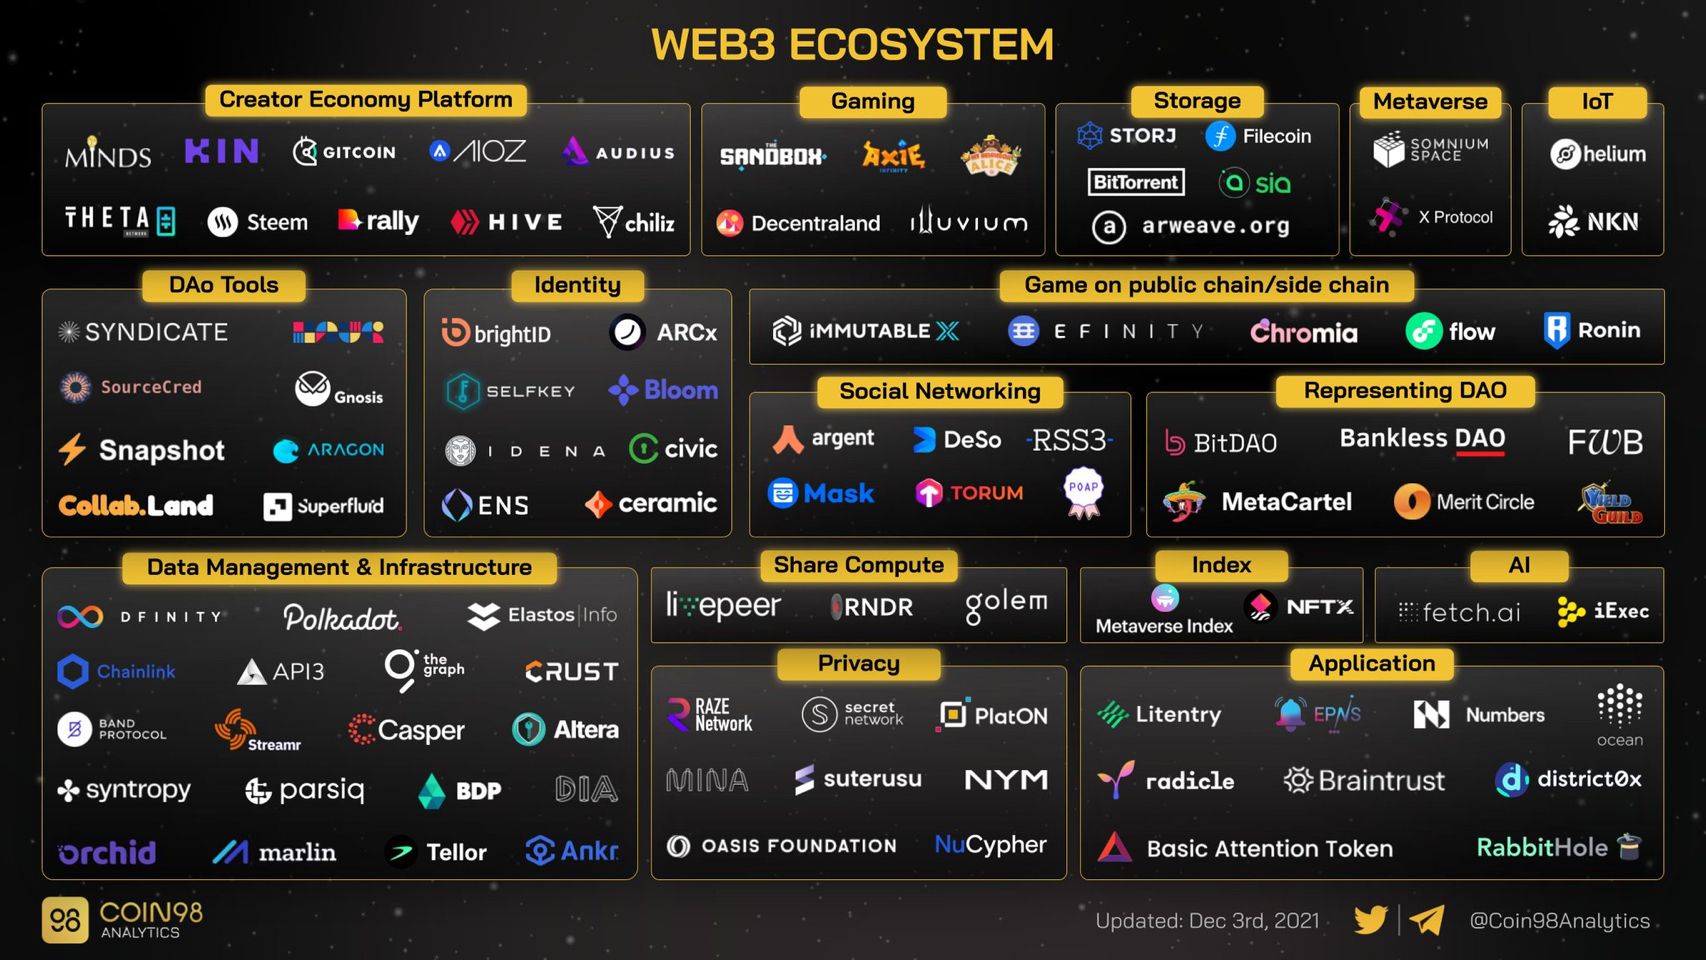 WEB3 ECOSYSTEM
Creator Economy Platform
MINDS KIN GITCOIN AIOZ AUDIUS
THETA NETWORK Steem rally HIVE chiliz
Gaming
THE SANDBOX AXIE INFINITY MY NEIGHBOR ALICE
Decentraland iLLUVIUM
Storage
STORJ Filecoin
BitTorrent sia
a arweave.org
Metaverse
SOMNIUM SPACE
X Protocol
IoT
helium
NKN
DAo Tools
SYNDICATE
SourceCred Gnosis
Snapshot ARAGON
Collab.Land Superfluid
Identity
brightID ARCx
SELFKEY Bloom
IDENA civic
ENS ceramic
Game on public chain/side chain
iMMUTABLE X EFINITY Chromia flow Ronin
Social Networking
argent DeSo -RSS3-
Mask TORUM POAP
Representing DAO
BitDAO Bankless DAO FWB
MetaCartel Merit Circle YIELD GUILD
Data Management & Infrastructure
DFINITY Polkadot. Elastos|Info
Chainlink API3 the graph CRUST
BAND PROTOCOL Streamr Casper Altera
syntropy parsiq BDP DIA
orchid marlin Tellor Ankr
Share Compute
livepeer RNDR golem
Index
Metaverse Index NFTX
AI
fetch.ai iExec
Privacy
RAZE Network secret network PlatON
MINA suterusu NYM
OASIS FOUNDATION NuCypher
Application
Litentry EPNS Numbers ocean
radicle Braintrust district0x
Basic Attention Token RabbitHole
98 COIN98 ANALYTICS
Updated: Dec 3rd, 2021 @Coin98Analytics